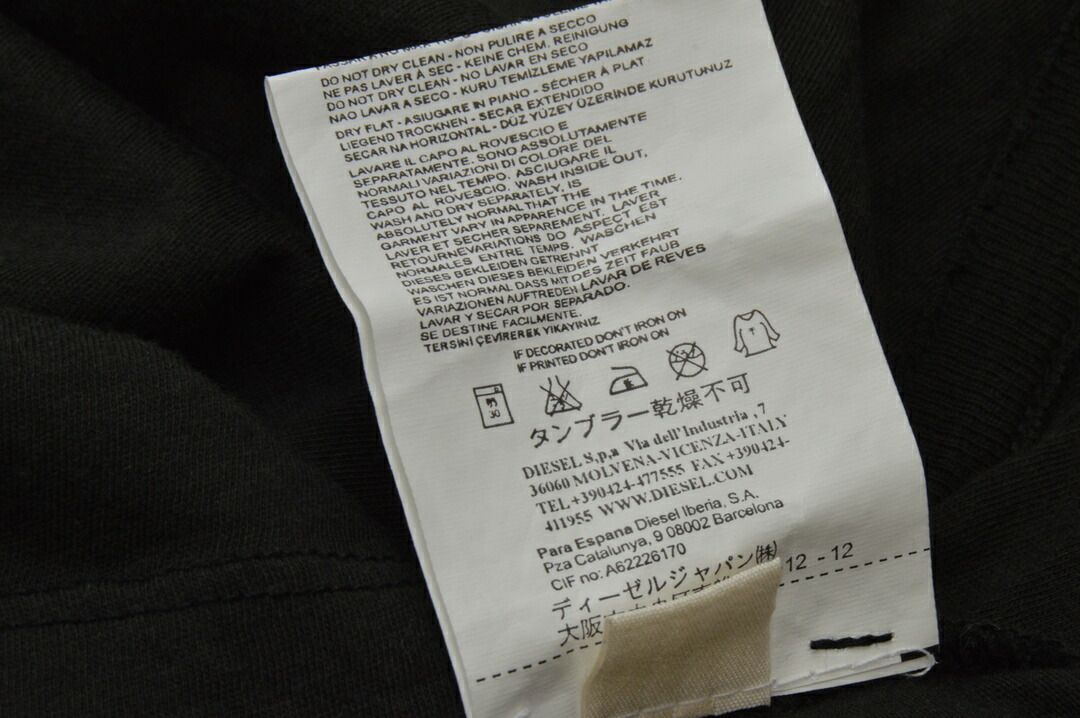 DO NOT DRY CLEAN - NON PULIRE A SECCO
NE PAS LAVER À SEC - KEINE CHEM. REINIGUNG
DO NOT DRY CLEAN - NO LAVAR EN SECO
NAO LAVAR A SECO - KURU TEMIZLEME YAPILAMAZ
DRY FLAT - ASIUGARE IN PIANO - SÉCHER À PLAT
LIEGEND TROCKNEN - SECAR EXTENDIDO
SECAR NA HORIZONTAL - DÜZ YÜZEY ÜZERİNDE KURUTUNUZ
LAVARE IL CAPO AL ROVESCIO E
SEPARATAMENTE. SONO ASSOLUTAMENTE
NORMALI VARIAZIONI DI COLORE DEL
TESSUTO NEL TEMPO. ASCIUGARE IL
CAPO AL ROVESCIO. WASH INSIDE OUT,
WASH AND DRY SEPARATELY, IS
ABSOLUTELY NORMAL THAT THE
GARMENT VARY IN APPARENCE IN THE TIME.
LAVER ET SECHER SEPAREMENT. LAVER
RETOURNEVARIATIONS DO ASPECT EST
NORMALES ENTRE TEMPS. WASCHEN
DIESES BEKLEIDEN GETRENNT
WASCHEN DIESES BEKLEIDEN VERKEHRT
ES IST NORMAL DASS MIT DES ZEIT FAUB
VARIAZIONEN AUFTREDEH LAVAR DE REVES
LAVAR Y SECAR POR SEPARADO.
SE DESTINE FACILMENTE.
TERSİNİ ÇEVİREREK YIKAYINIZ
IF DECORATED DON'T IRON ON
IF PRINTED DON'T IRON ON
30
タンブラー乾燥不可
DIESEL S.p.a Via dell'Industria , 7
36060 MOLVENA-VICENZA-ITALY
TEL+390424-477555 FAX +390424-
411955 WWW.DIESEL.COM
Para Espana Diesel Iberia, S.A.
Pza Catalunya, 9 08002 Barcelona
CIF no: A62226170
ディーゼルジャパン㈱ 12 - 12
大阪